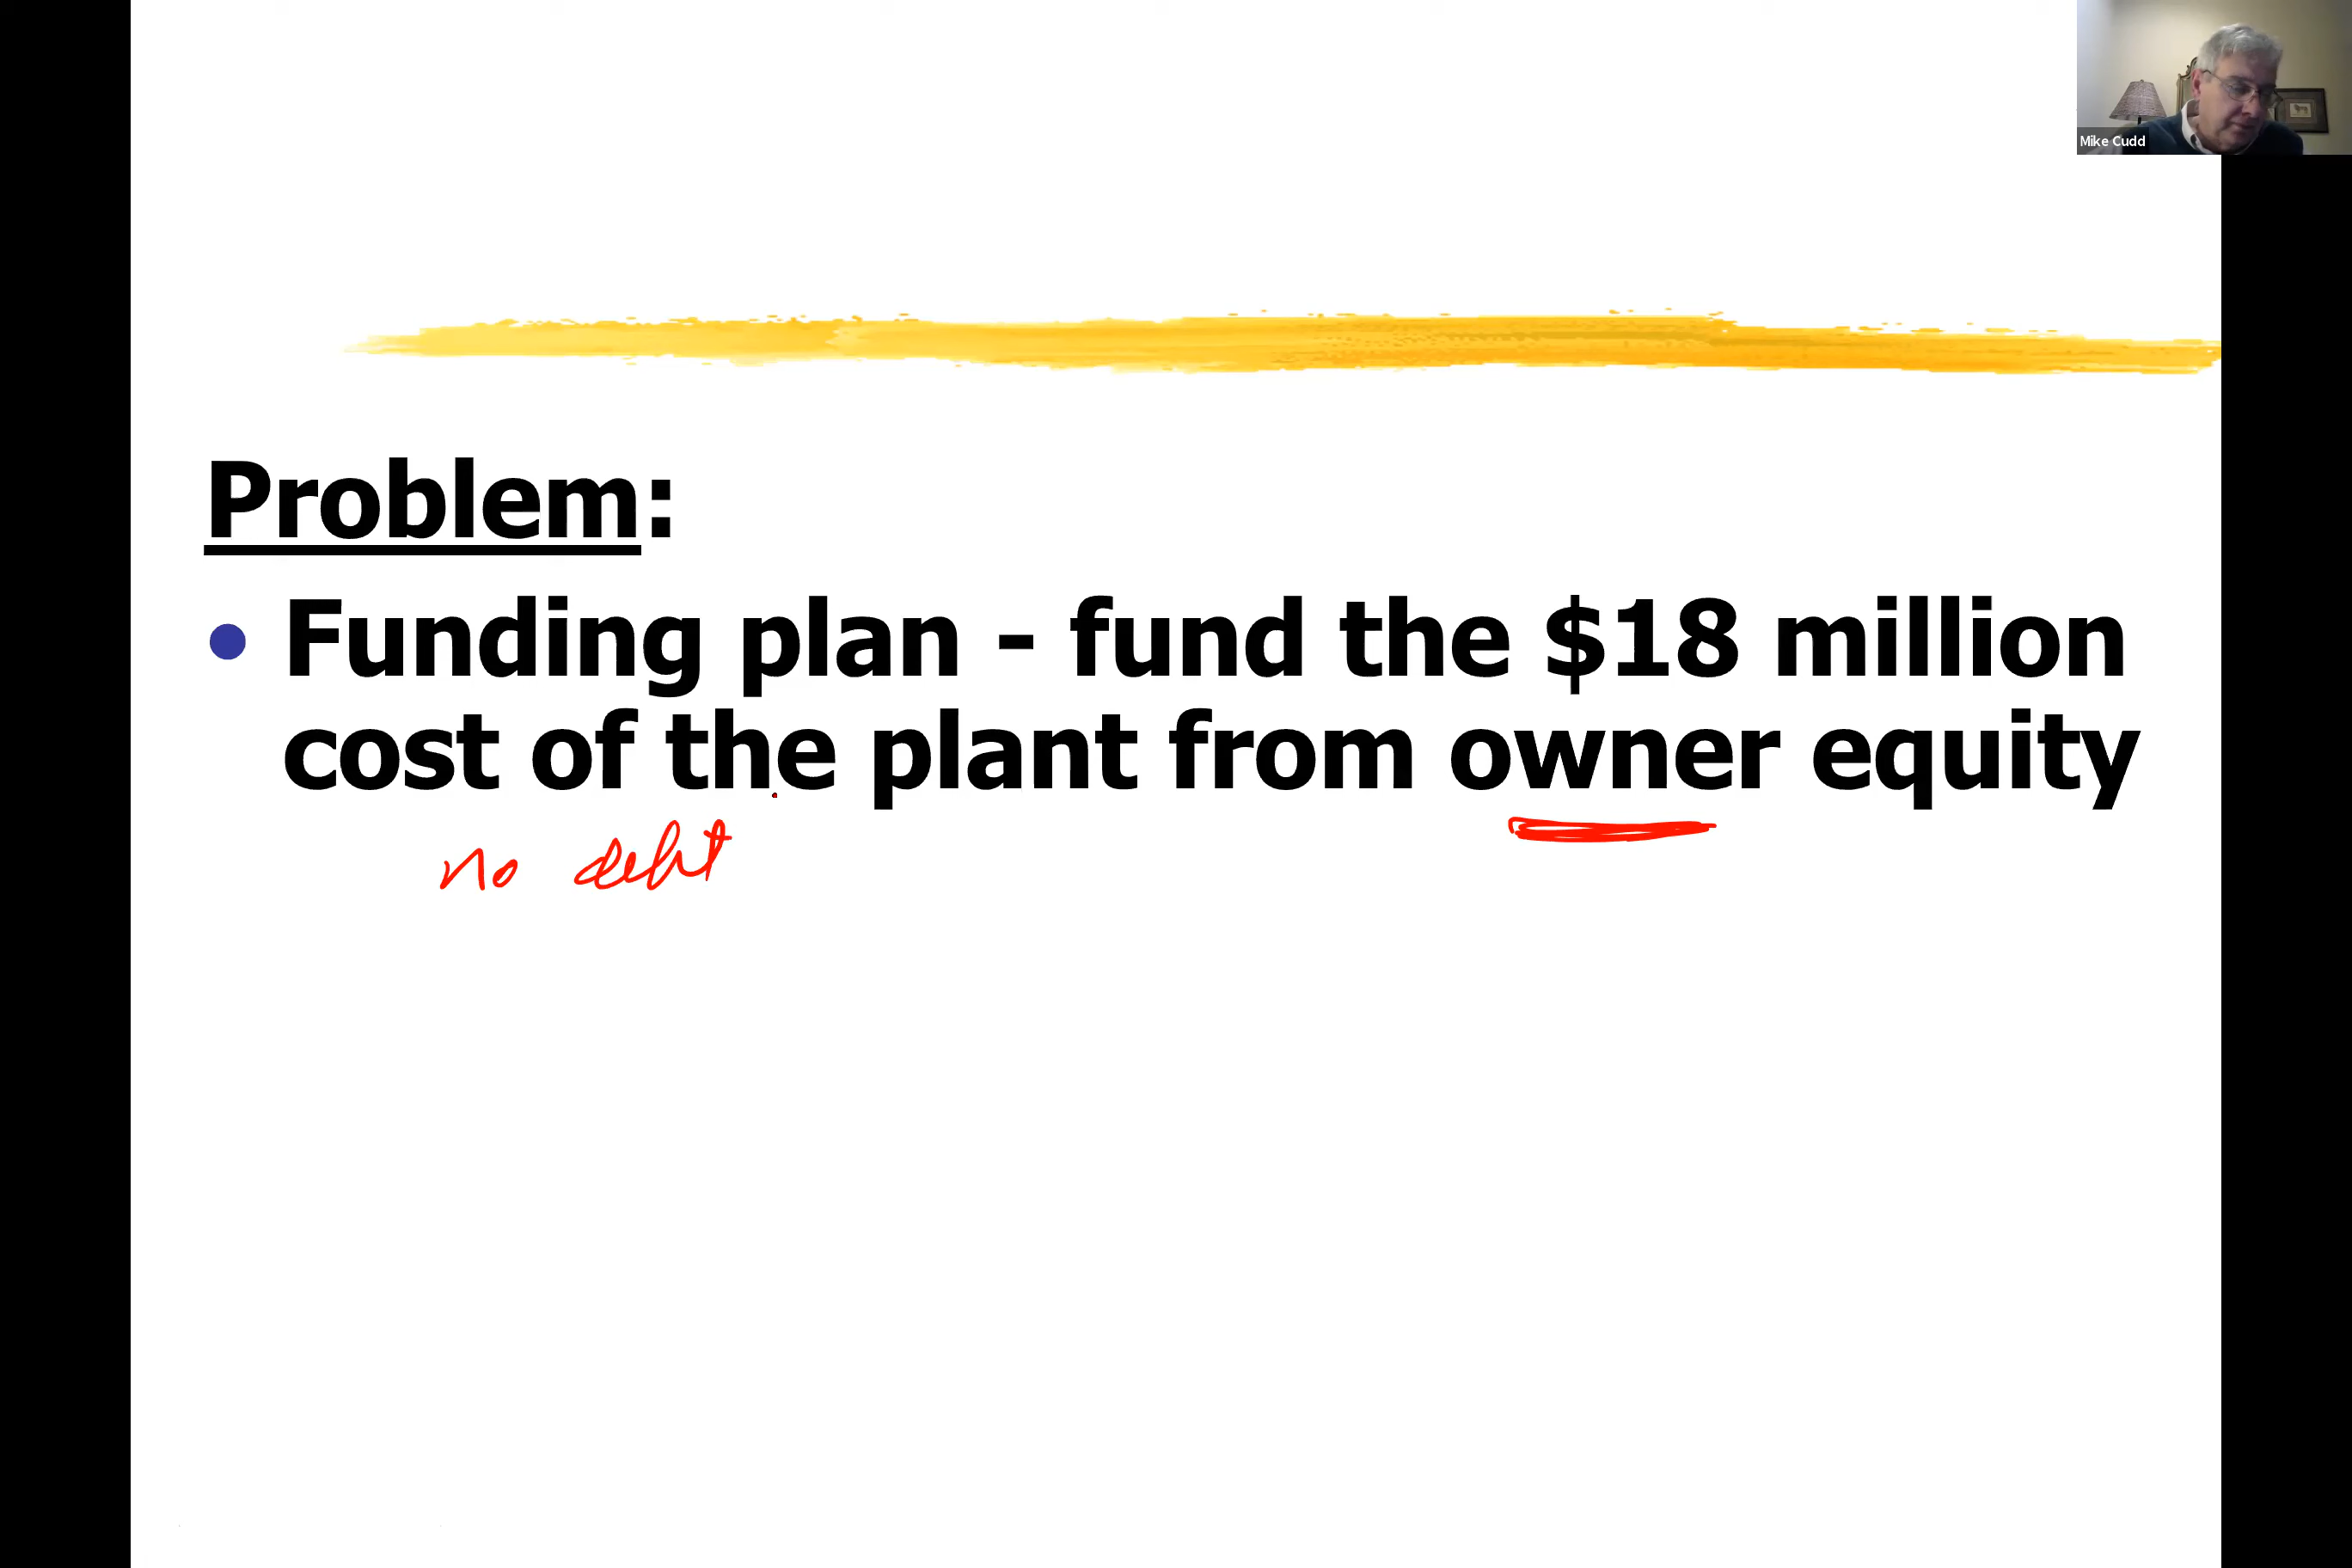 Mike Cudd
Problem:
• Funding plan - fund the $18 million
cost of the plant from owner equity
no debt